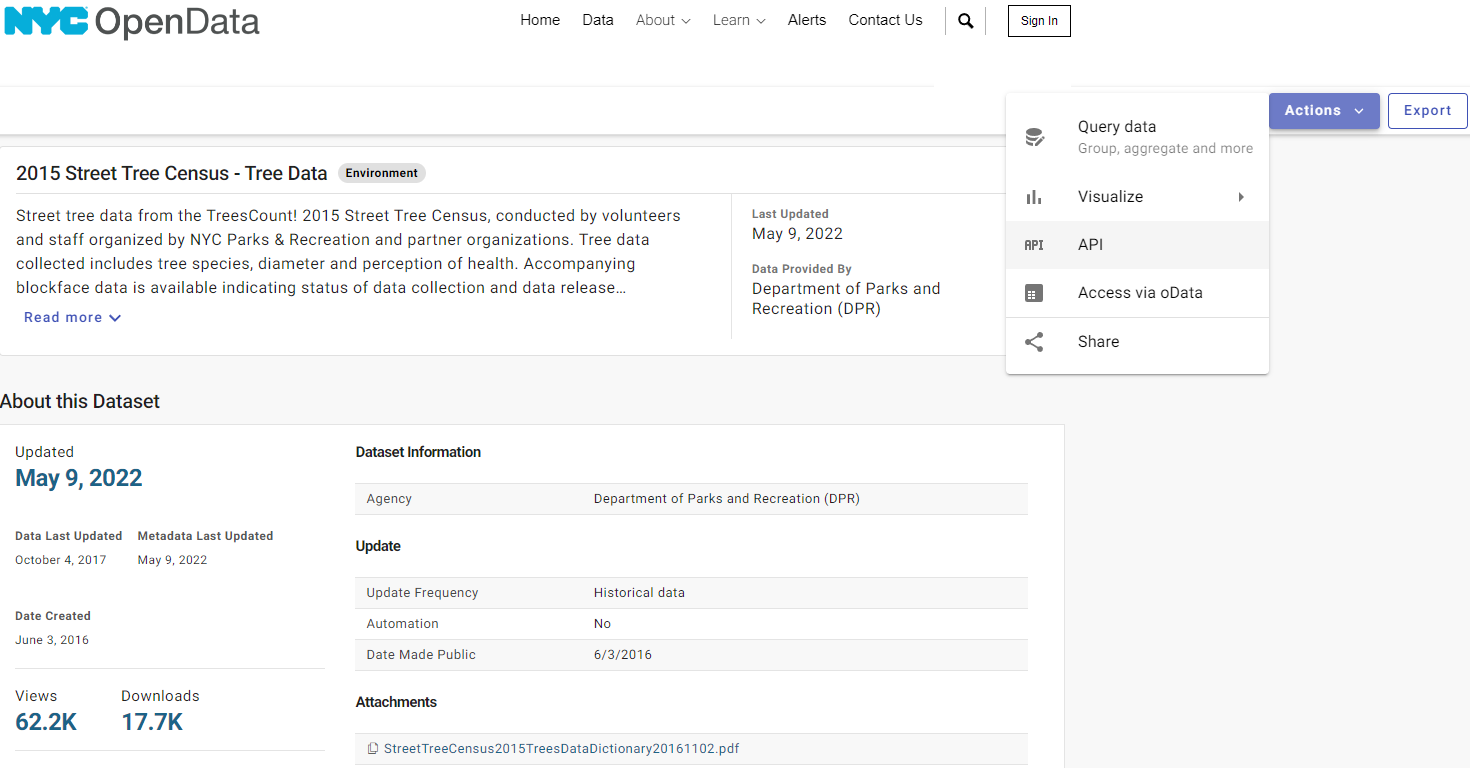 NYC OpenData
Home Data About Learn Alerts Contact Us Sign In
Actions Export
Query data
Group, aggregate and more
Visualize
API API
Access via oData
Share
2015 Street Tree Census - Tree Data Environment
Street tree data from the TreesCount! 2015 Street Tree Census, conducted by volunteers
and staff organized by NYC Parks & Recreation and partner organizations. Tree data
collected includes tree species, diameter and perception of health. Accompanying
blockface data is available indicating status of data collection and data release…
Read more
Last Updated
May 9, 2022
Data Provided By
Department of Parks and
Recreation (DPR)
About this Dataset
Updated
May 9, 2022
Data Last Updated Metadata Last Updated
October 4, 2017 May 9, 2022
Date Created
June 3, 2016
Views Downloads
62.2K 17.7K
Dataset Information
Agency Department of Parks and Recreation (DPR)
Update
Update Frequency Historical data
Automation No
Date Made Public 6/3/2016
Attachments
StreetTreeCensus2015TreesDataDictionary20161102.pdf